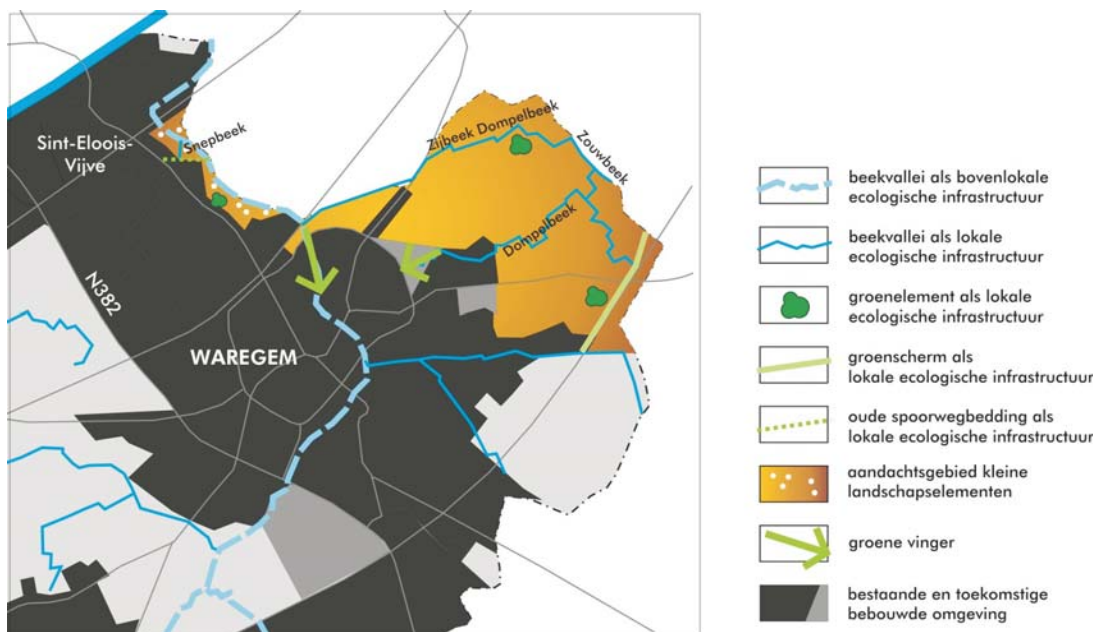 Sint-Eloois-
Vijve
Snepbeek
Zijbeek Dompelbeek
Zouwbeek
Dompelbeek
N382
WAREGEM
beekvallei als bovenlokale
ecologische infrastructuur
beekvallei als lokale
ecologische infrastructuur
groenelement als lokale
ecologische infrastructuur
groenscherm als
lokale ecologische infrastructuur
oude spoorwegbedding als
lokale ecologische infrastructuur
aandachtsgebied kleine
landschapselementen
groene vinger
bestaande en toekomstige
bebouwde omgeving